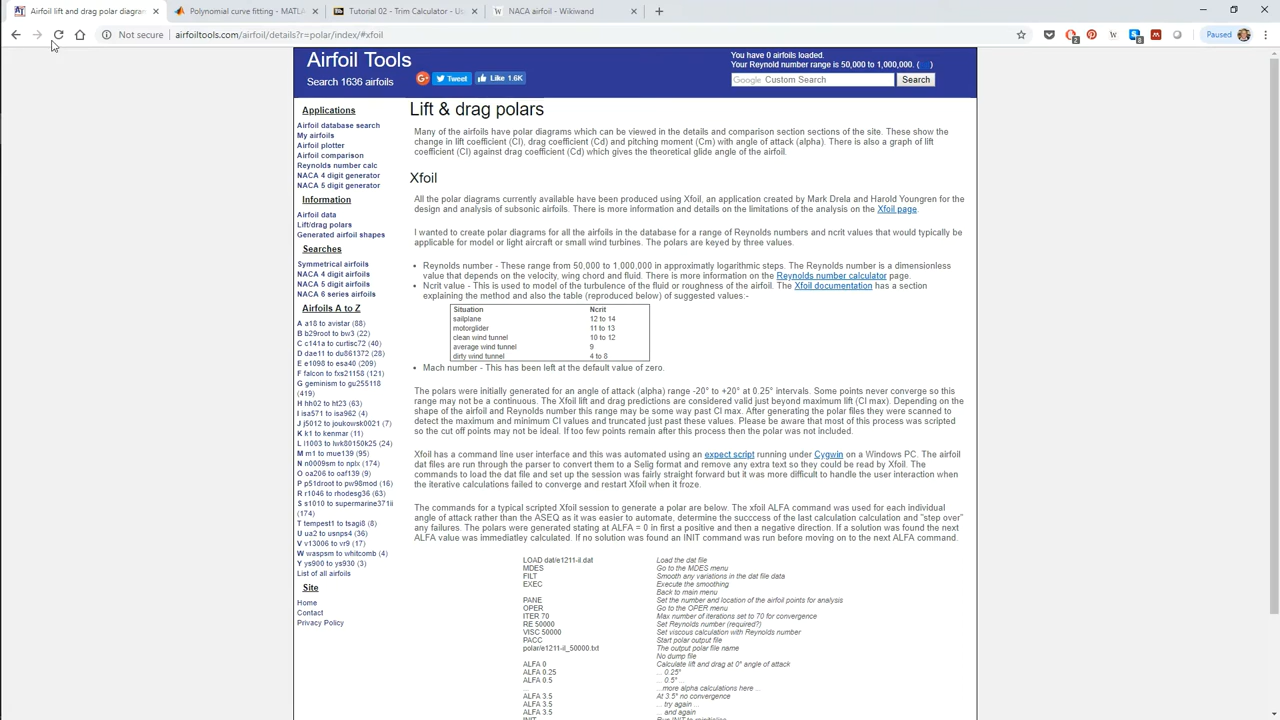 Airfoil lift and drag polar diagram
Polynomial curve fitting - MATLA
Tutorial 02 - Trim Calculator - Us
NACA airfoil - Wikiwand
Not secure
airfoiltools.com/airfoil/details?r=polar/index/#xfoil
Paused
Airfoil Tools
Search 1636 airfoils
Tweet
Like 1.6K
You have 0 airfoils loaded.
Your Reynold number range is 50,000 to 1,000,000. ( )
Google Custom Search
Search
Applications
Airfoil database search
My airfoils
Airfoil plotter
Airfoil comparison
Reynolds number calc
NACA 4 digit generator
NACA 5 digit generator
Information
Airfoil data
Lift/drag polars
Generated airfoil shapes
Searches
Symmetrical airfoils
NACA 4 digit airfoils
NACA 5 digit airfoils
NACA 6 series airfoils
Airfoils A to Z
A a18 to avistar (88)
B b29root to bw3 (22)
C c141a to curtisc72 (40)
D dae11 to du861372 (28)
E e1098 to esa40 (209)
F falcon to fxs21158 (121)
G geminism to gu255118
(419)
H hh02 to ht23 (63)
I isa571 to isa962 (4)
J j5012 to joukowsk0021 (7)
K k1 to kenmar (11)
L l1003 to lwk80150k25 (24)
M m1 to mue139 (95)
N n0009sm to nplx (174)
O oa206 to oaf139 (9)
P p51droot to pw98mod (16)
R r1046 to rhodesg36 (63)
S s1010 to supermarine371ii
(174)
T tempest1 to tsagi8 (8)
U ua2 to usnps4 (36)
V v13006 to vr9 (17)
W waspsm to whitcomb (4)
Y ys900 to ys930 (3)
List of all airfoils
Site
Home
Contact
Privacy Policy
Lift & drag polars
Many of the airfoils have polar diagrams which can be viewed in the details and comparison section sections of the site. These show the
change in lift coefficient (Cl), drag coefficient (Cd) and pitching moment (Cm) with angle of attack (alpha). There is also a graph of lift
coefficient (Cl) against drag coefficient (Cd) which gives the theoretical glide angle of the airfoil.
Xfoil
All the polar diagrams currently available have been produced using Xfoil, an application created by Mark Drela and Harold Youngren for the
design and analysis of subsonic airfoils. There is more information and details on the limitations of the analysis on the Xfoil page.
I wanted to create polar diagrams for all the airfoils in the database for a range of Reynolds numbers and ncrit values that would typically be
applicable for model or light aircraft or small wind turbines. The polars are keyed by three values.
• Reynolds number - These range from 50,000 to 1,000,000 in approximatly logarithmic steps. The Reynolds number is a dimensionless
value that depends on the velocity, wing chord and fluid. There is more information on the Reynolds number calculator page.
• Ncrit value - This is used to model of the turbulence of the fluid or roughness of the airfoil. The Xfoil documentation has a section
explaining the method and also the table (reproduced below) of suggested values:-
Situation Ncrit
sailplane 12 to 14
motorglider 11 to 13
clean wind tunnel 10 to 12
average wind tunnel 9
dirty wind tunnel 4 to 8
• Mach number - This has been left at the default value of zero.
The polars were initially generated for an angle of attack (alpha) range -20° to +20° at 0.25° intervals. Some points never converge so this
range may not be a continuous. The Xfoil lift and drag predictions are considered valid just beyond maximum lift (Cl max). Depending on the
shape of the airfoil and Reynolds number this range may be some way past Cl max. After generating the polar files they were scanned to
detect the maximum and minimum Cl values and truncated just past these values. Please be aware that most of this process was scripted
so the cut off points may not be ideal. If too few points remain after this process then the polar was not included.
Xfoil has a command line user interface and this was automated using an expect script running under Cygwin on a Windows PC. The airfoil
dat files are run through the parser to convert them to a Selig format and remove any extra text so they could be read by Xfoil. The
commands to load the dat file and set up the session was fairly straight forward but it was more difficult to handle the user interaction when
the iterative calculations failed to converge and restart Xfoil when it froze.
The commands for a typical scripted Xfoil session to generate a polar are below. The xfoil ALFA command was used for each individual
angle of attack rather than the ASEQ as it was easier to automate, determine the succcess of the last calculation calculation and "step over"
any failures. The polars were generated stating at ALFA = 0 in first a positive and then a negative direction. If a solution was found the next
ALFA value was immediatley calculated. If no solution was found an INIT command was run before moving on to the next ALFA command.
LOAD dat/e1211-il.dat Load the dat file
MDES Go to the MDES menu
FILT Smooth any variations in the dat file data
EXEC Execute the smoothing
Back to main menu
PANE Set the number and location of the airfoil points for analysis
OPER Go to the OPER menu
ITER 70 Max number of iterations set to 70 for convergence
RE 50000 Set Reynolds number (required?)
VISC 50000 Set viscous calculation with Reynolds number
PACC Start polar output file
polar/e1211-il_50000.txt The output polar file name
No dump file
ALFA 0 Calculate lift and drag at 0° angle of attack
ALFA 0.25 ... 0.25°
ALFA 0.5 ... 0.5° ..
... ...more alpha calculations here ..
ALFA 3.5 At 3.5° no convergence
ALFA 3.5 ... try again ..
ALFA 3.5 ... and again